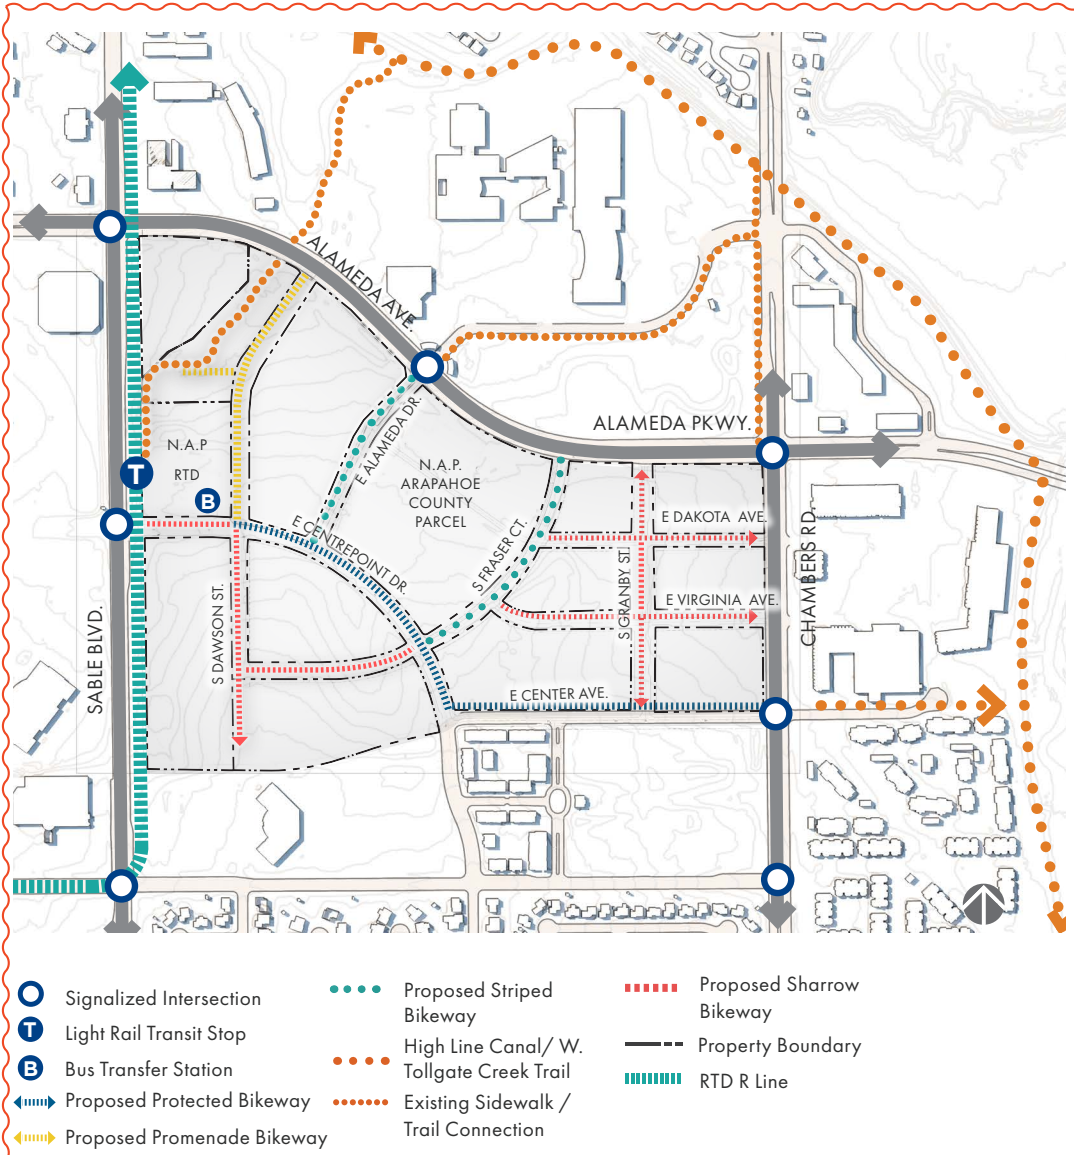 ALAMEDA AVE.
ALAMEDA PKWY.
E ALAMEDA DR.
N.A.P
RTD
T
B
N.A.P.
ARAPAHOE
COUNTY
PARCEL
E CENTREPOINT DR.
S FRASER CT.
E DAKOTA AVE.
S GRANBY ST.
E VIRGINIA AVE.
CHAMBERS RD.
S DAWSON ST.
SABLE BLVD.
E CENTER AVE.
Signalized Intersection
T Light Rail Transit Stop
B Bus Transfer Station
Proposed Protected Bikeway
Proposed Promenade Bikeway
Proposed Striped
Bikeway
High Line Canal/ W.
Tollgate Creek Trail
Existing Sidewalk /
Trail Connection
Proposed Sharrow
Bikeway
Property Boundary
RTD R Line